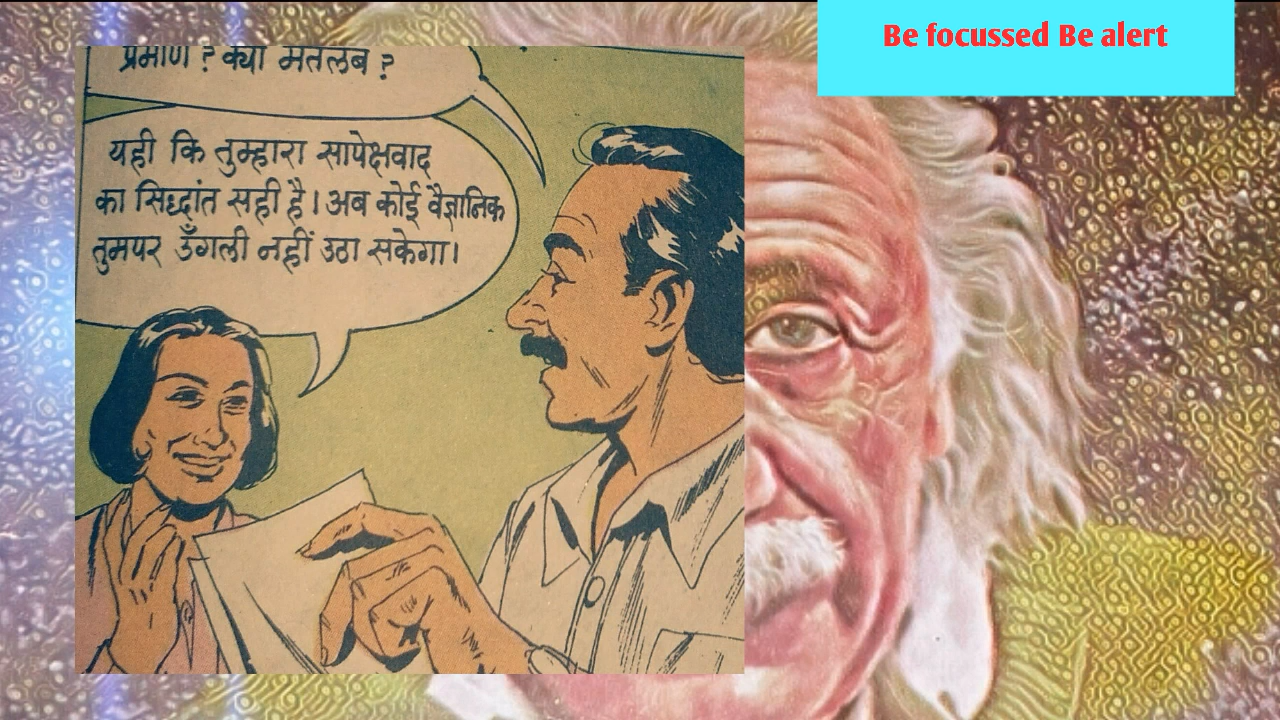 Be focussed Be alert
प्रमाण ? क्या मतलब ?
यही कि तुम्हारा सापेक्षवाद
का सिद्धांत सही है। अब कोई वैज्ञानिक
तुमपर उँगली नहीं उठा सकेगा।